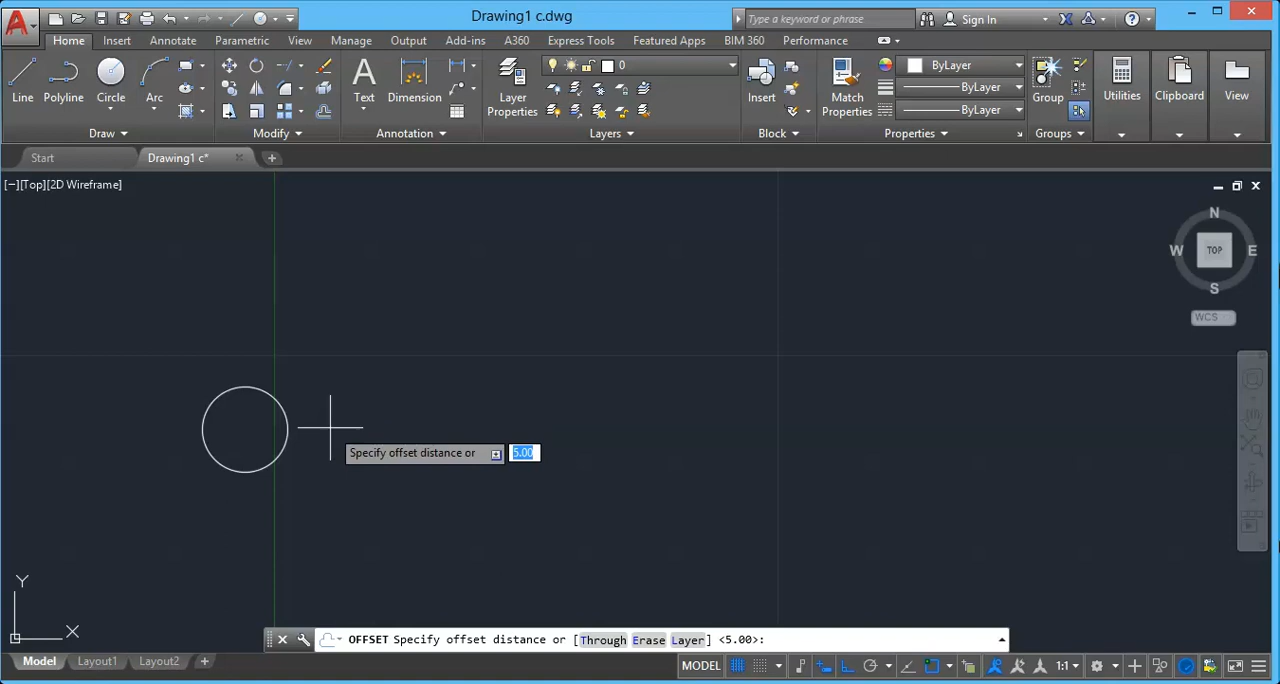 Drawing1 c.dwg
Type a keyword or phrase
Sign In
Home Insert Annotate Parametric View Manage Output Add-ins A360 Express Tools Featured Apps BIM 360 Performance
Line Polyline Circle Arc
Draw
Modify
Text Dimension
Annotation
Layer
Properties
0
Layers
Insert
Block
Match
Properties
ByLayer
ByLayer
ByLayer
Properties
Group
Groups
Utilities
Clipboard
View
Start Drawing1 c*
[−][Top][2D Wireframe]
N
W TOP E
S
WCS
Specify offset distance or 5.00
Y
X
OFFSET Specify offset distance or [Through Erase Layer] <5.00>:
Model Layout1 Layout2 +
MODEL 1:1